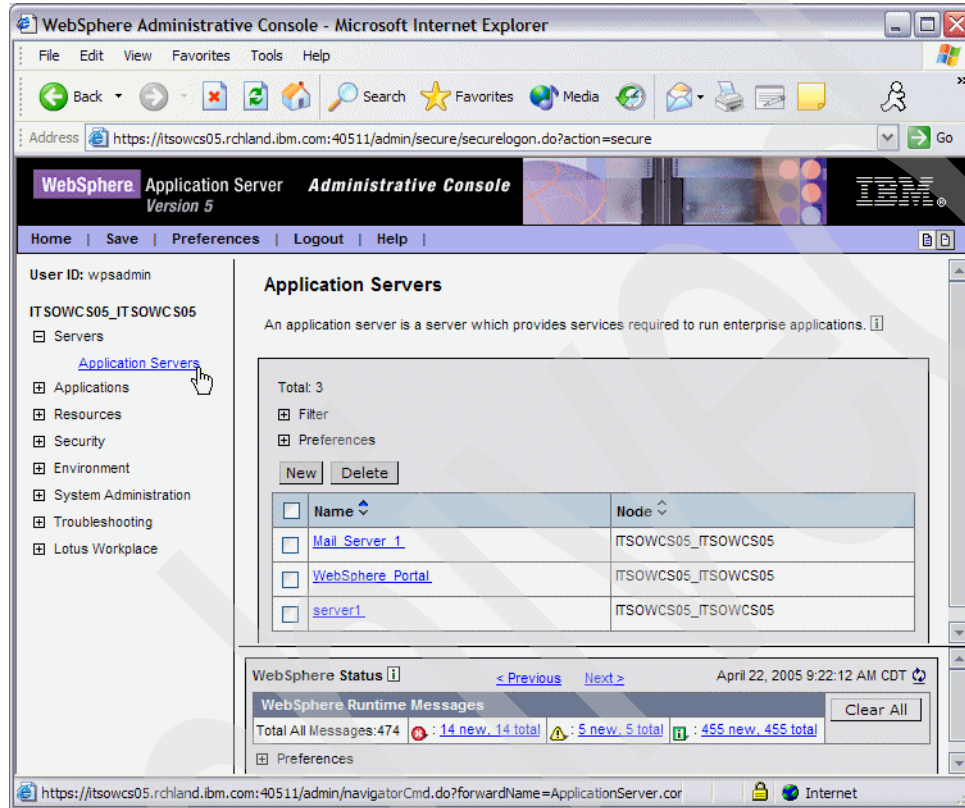 WebSphere Administrative Console - Microsoft Internet Explorer
File Edit View Favorites Tools Help
Back Search Favorites Media
Address https://itsowcs05.rchland.ibm.com:40511/admin/secure/securelogon.do?action=secure Go
WebSphere Application Server Administrative Console
Version 5
IBM®
Home | Save | Preferences | Logout | Help |
User ID: wpsadmin
ITSOWCS05_ITSOWCS05
Servers
Application Servers
Applications
Resources
Security
Environment
System Administration
Troubleshooting
Lotus Workplace
Application Servers
An application server is a server which provides services required to run enterprise applications. i
Total: 3
Filter
Preferences
New Delete
Name Node
Mail_Server_1 ITSOWCS05_ITSOWCS05
WebSphere_Portal ITSOWCS05_ITSOWCS05
server1 ITSOWCS05_ITSOWCS05
WebSphere Status i < Previous Next > April 22, 2005 9:22:12 AM CDT
WebSphere Runtime Messages Clear All
Total All Messages:474 : 14 new, 14 total : 5 new, 5 total : 455 new, 455 total
Preferences
https://itsowcs05.rchland.ibm.com:40511/admin/navigatorCmd.do?forwardName=ApplicationServer.cor Internet